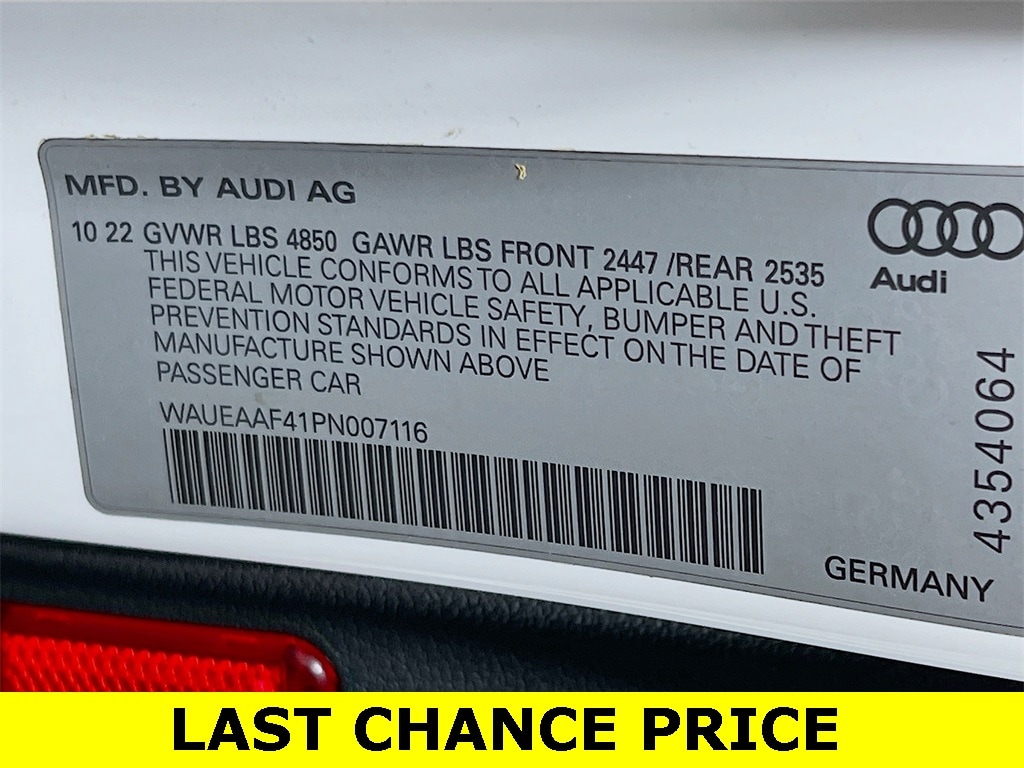 MFD. BY AUDI AG
10 22 GVWR LBS 4850 GAWR LBS FRONT 2447 /REAR 2535
THIS VEHICLE CONFORMS TO ALL APPLICABLE U.S.
FEDERAL MOTOR VEHICLE SAFETY, BUMPER AND THEFT
PREVENTION STANDARDS IN EFFECT ON THE DATE OF
MANUFACTURE SHOWN ABOVE
PASSENGER CAR
WAUEAAF41PN007116
Audi
4354064
GERMANY
LAST CHANCE PRICE